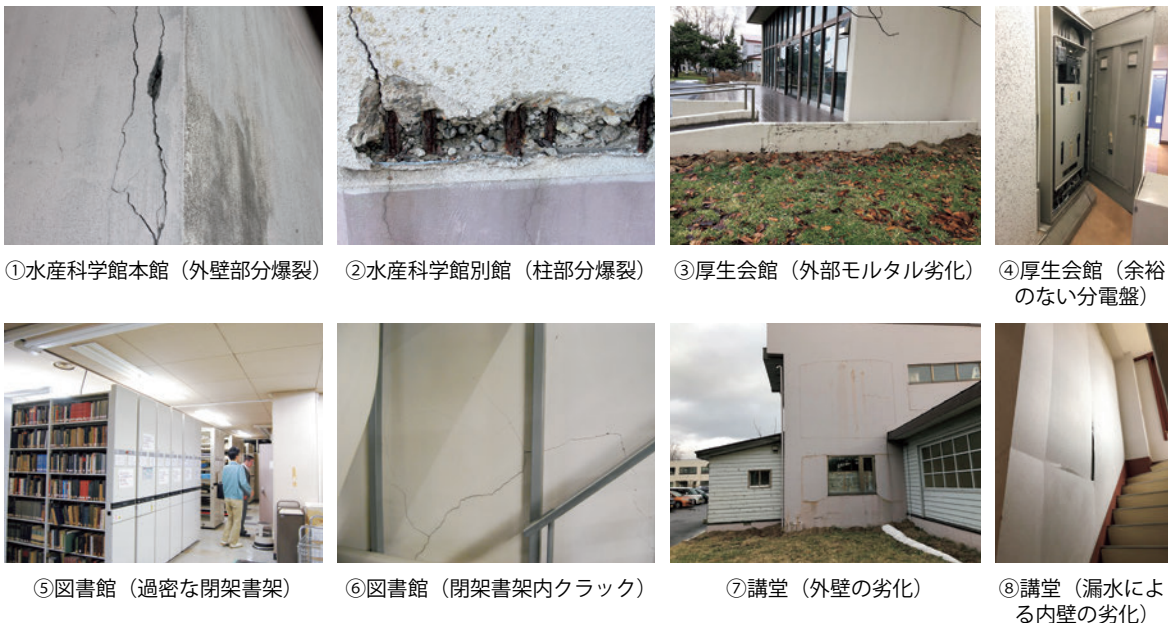 ①水産科学館本館（外壁部分爆裂）
②水産科学館別館（柱部分爆裂）
③厚生会館（外部モルタル劣化）
④厚生会館（余裕
のない分電盤）
⑤図書館（過密な閉架書架）
⑥図書館（閉架書架内クラック）
⑦講堂（外壁の劣化）
⑧講堂（漏水によ
る内壁の劣化）